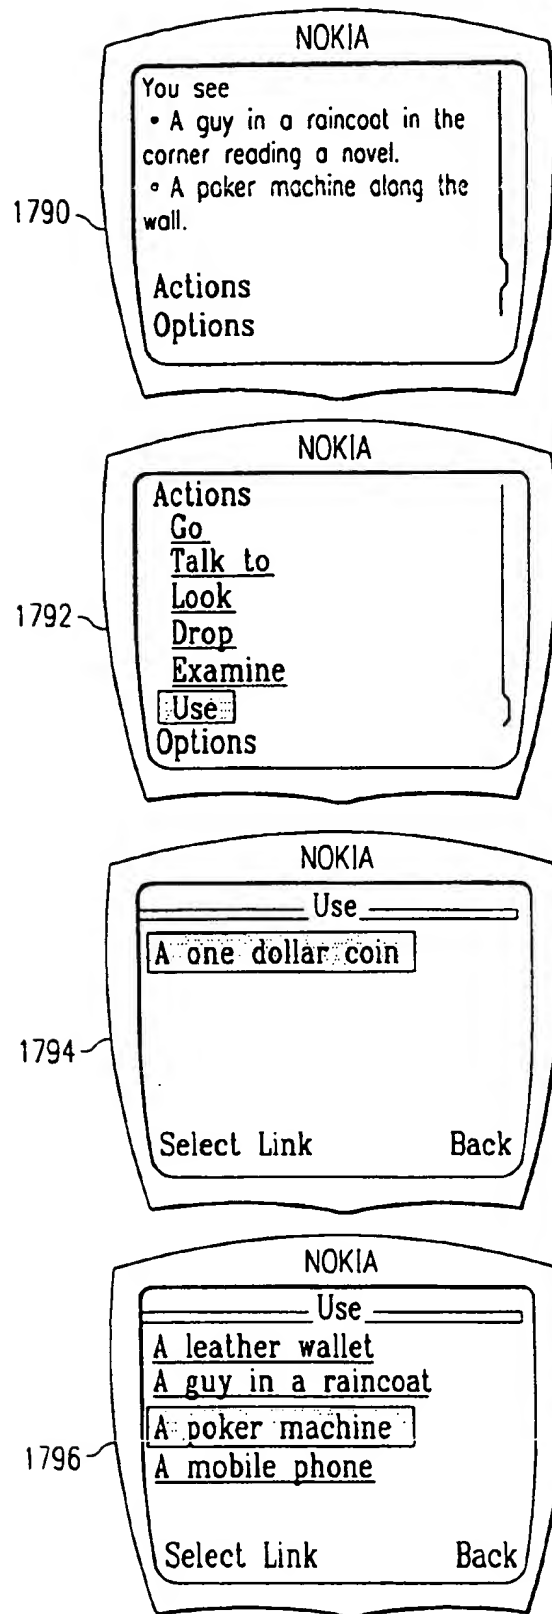 NOKIA
You see
• A guy in a raincoat in the
corner reading a novel.
• A poker machine along the
wall.
1790
Actions
Options
NOKIA
Actions
Go
Talk to
Look
1792
Drop
Examine
Use
Options
NOKIA
Use
A one dollar coin
1794
Select Link Back
NOKIA
Use
A leather wallet
A guy in a raincoat
A poker machine
1796
A mobile phone
Select Link Back